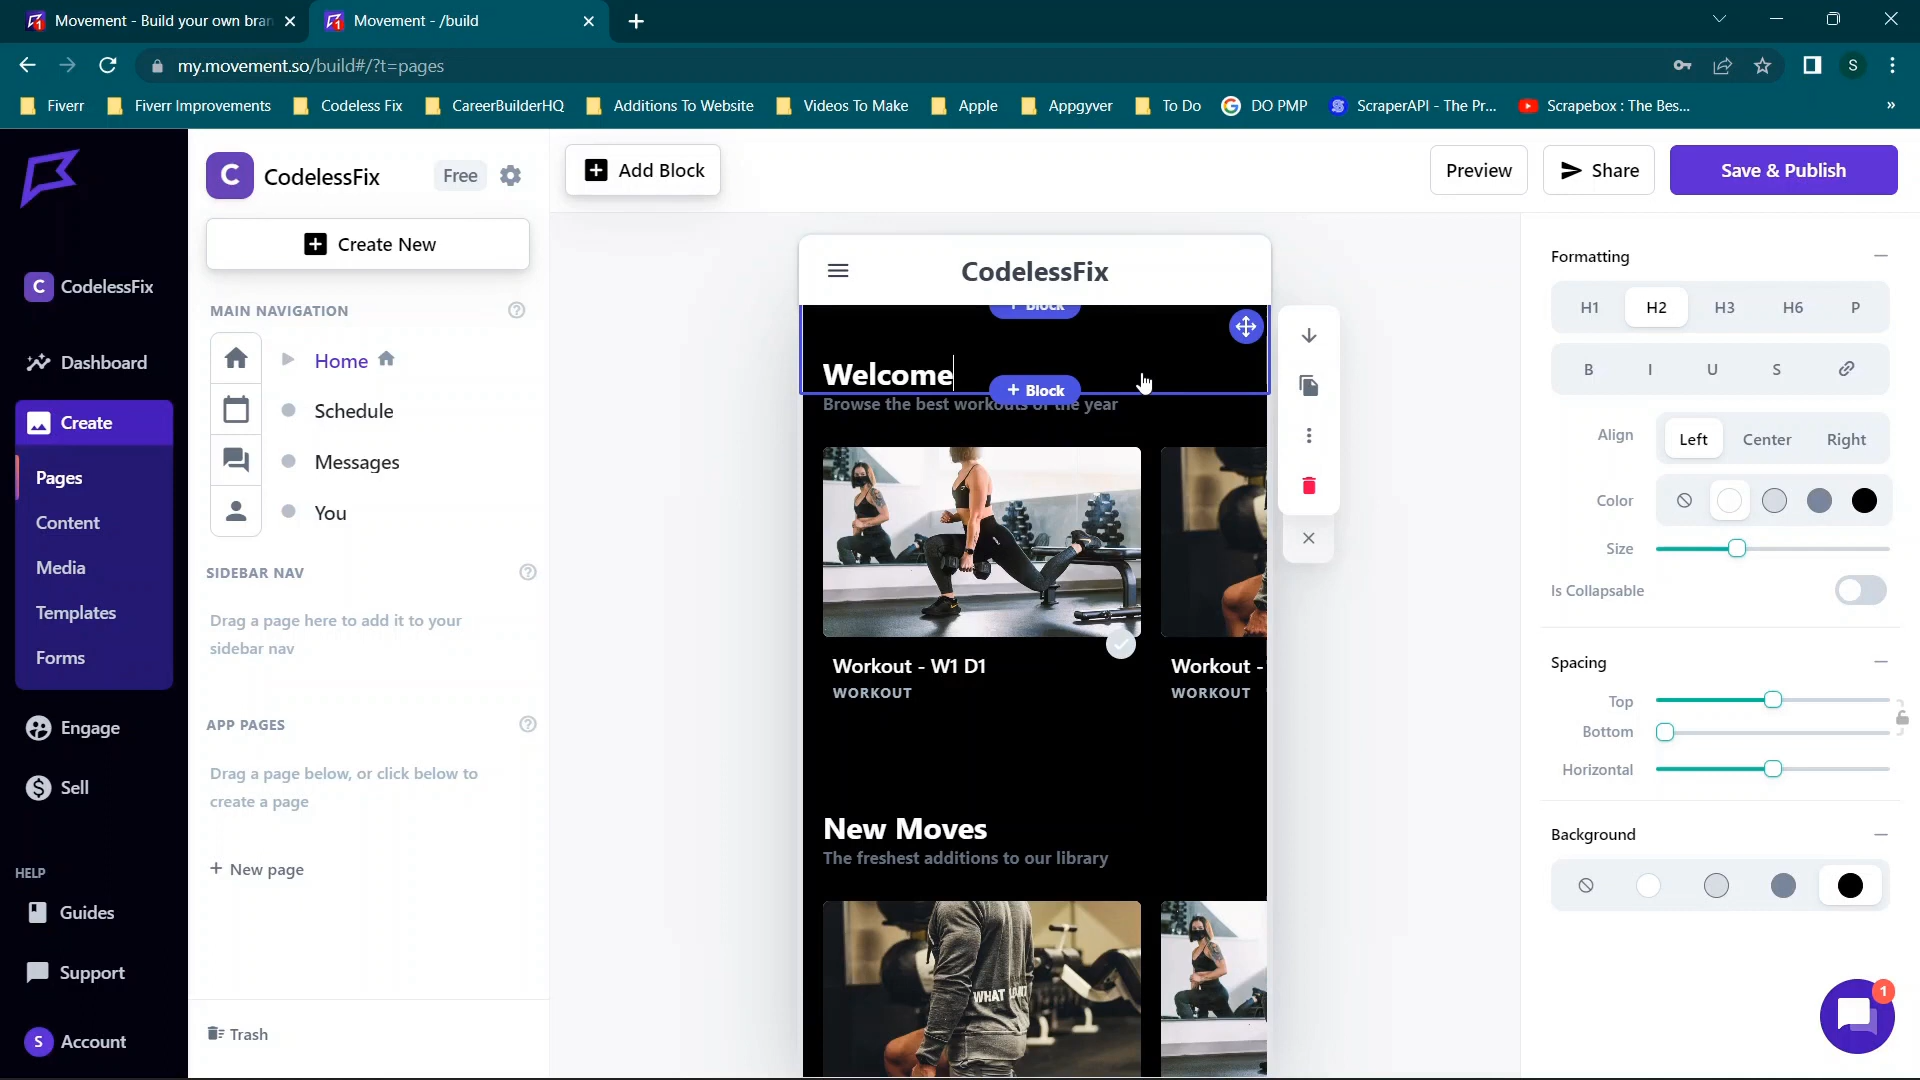 Movement - Build your own bran
Movement - /build
my.movement.so/build#/?t=pages
S
Fiverr
Fiverr Improvements
Codeless Fix
CareerBuilderHQ
Additions To Website
Videos To Make
Apple
Appgyver
To Do
DO PMP
ScraperAPI - The Pr...
Scrapebox : The Bes...
»
C
CodelessFix
Free
Add Block
Preview
Share
Save & Publish
Create New
C
CodelessFix
Dashboard
Create
Pages
Content
Media
Templates
Forms
Engage
Sell
HELP
Guides
Support
S
Account
MAIN NAVIGATION
Home
Schedule
Messages
You
SIDEBAR NAV
Drag a page here to add it to your
sidebar nav
APP PAGES
Drag a page below, or click below to
create a page
+ New page
Trash
CodelessFix
+ Block
Welcome
+ Block
Browse the best workouts of the year
Workout - W1 D1
WORKOUT
Workout -
WORKOUT
New Moves
The freshest additions to our library
Formatting
H1
H2
H3
H6
P
B
I
U
S
Align
Left
Center
Right
Color
Size
Is Collapsable
Spacing
Top
Bottom
Horizontal
Background
1